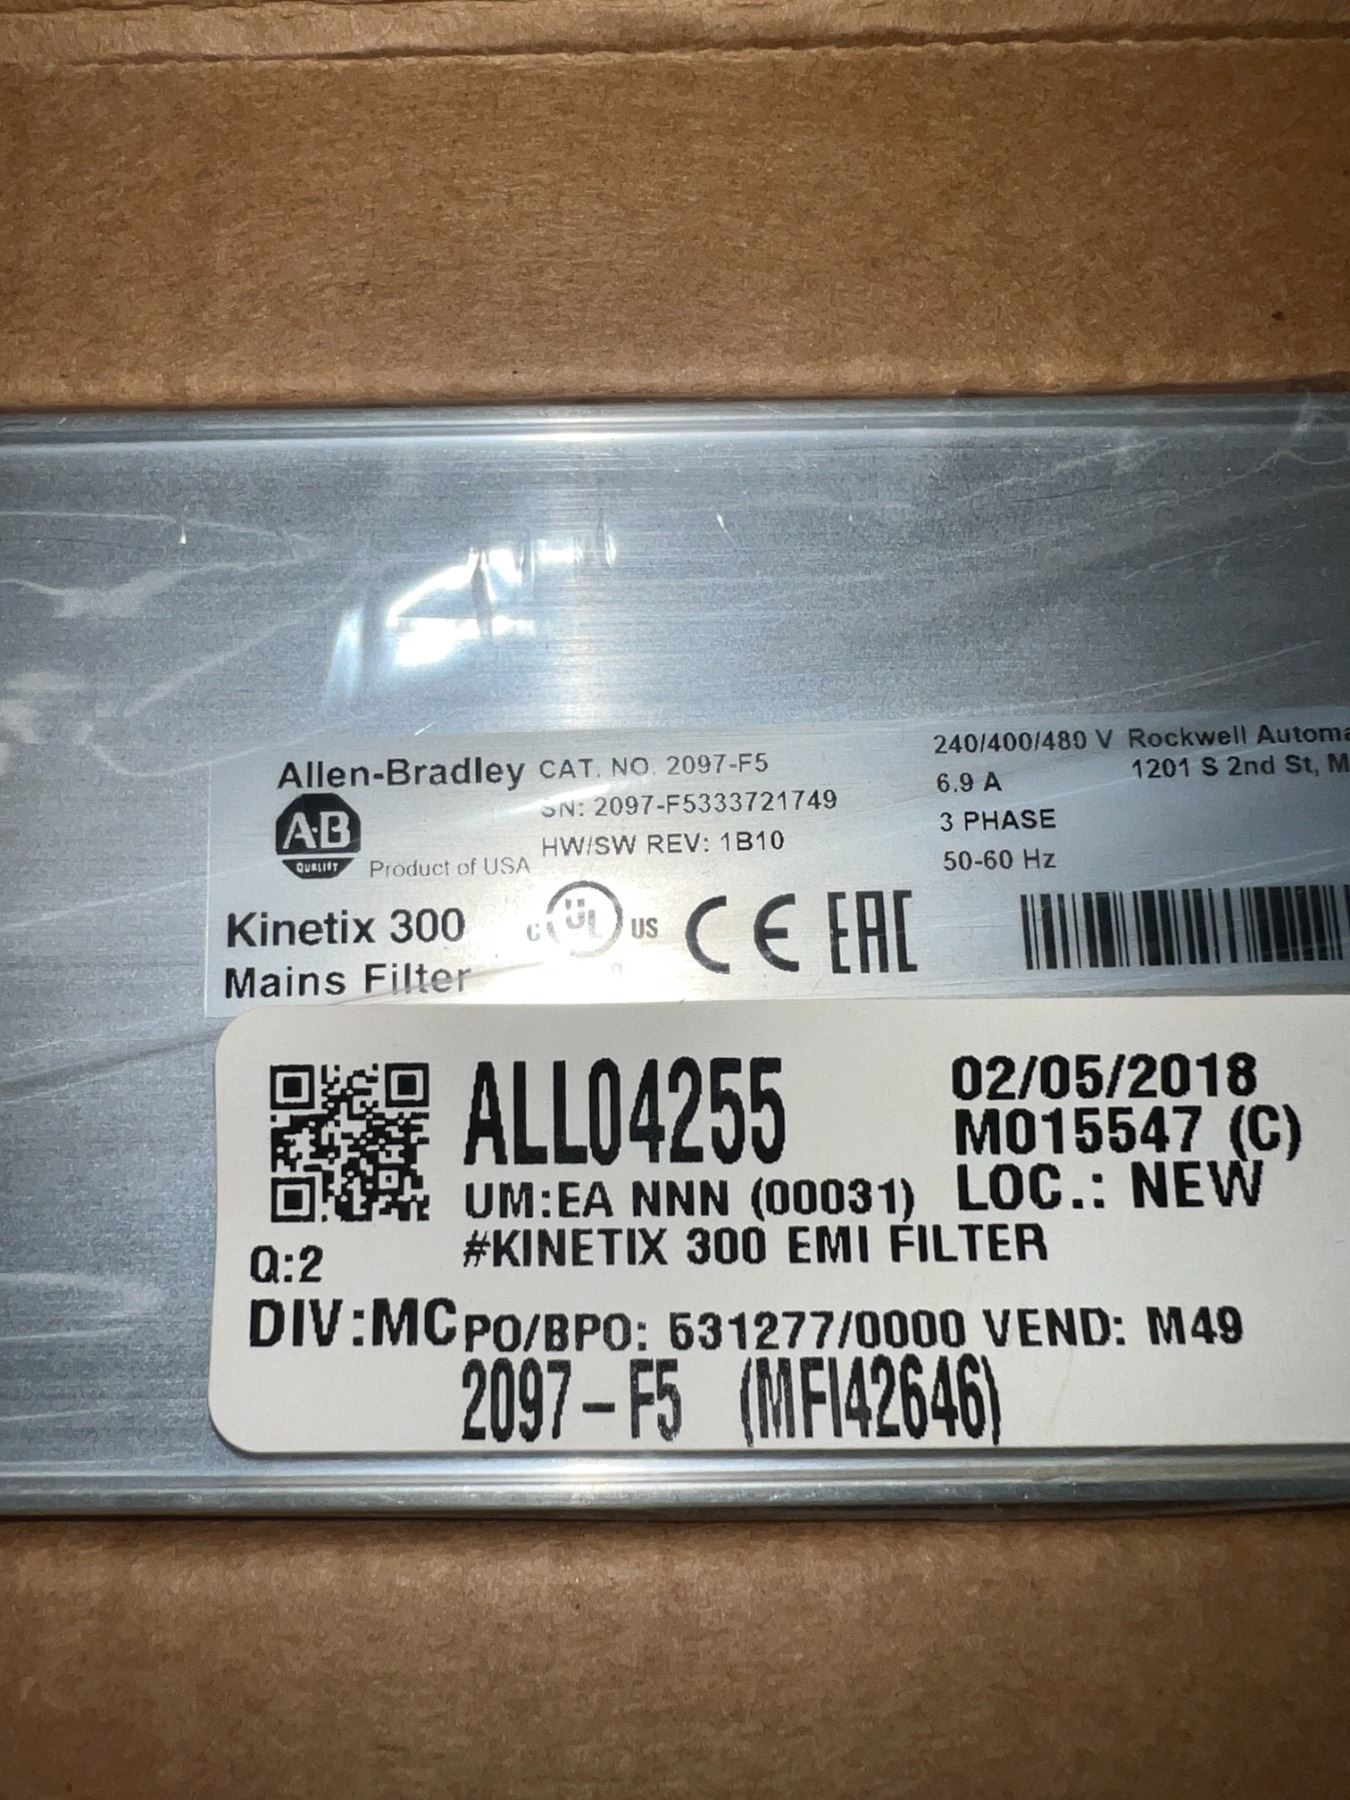 Allen-Bradley
AB
QUALITY
Product of USA
CAT. NO. 2097-F5
SN: 2097-F5333721749
HW/SW REV: 1B10
240/400/480 V
6.9 A
3 PHASE
50-60 Hz
Rockwell Automa
1201 S 2nd St, M
Kinetix 300
Mains Filter
C UL US CE EAC
ALL04255
02/05/2018
M015547 (C)
UM:EA NNN (00031)
LOC.: NEW
#KINETIX 300 EMI FILTER
Q:2
DIV:MC
PO/BPO: 531277/0000 VEND: M49
2097-F5 (MFI42646)